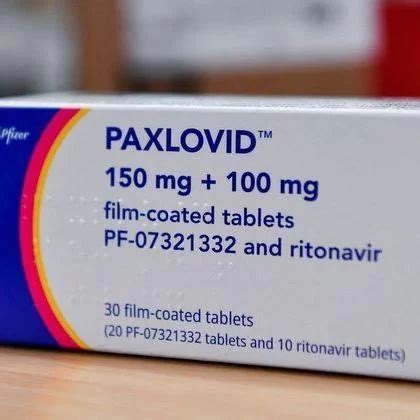 Pfizer
PAXLOVID™
150 mg + 100 mg
film-coated tablets
PF-07321332 and ritonavir
30 film-coated tablets
(20 PF-07321332 tablets and 10 ritonavir tablets)